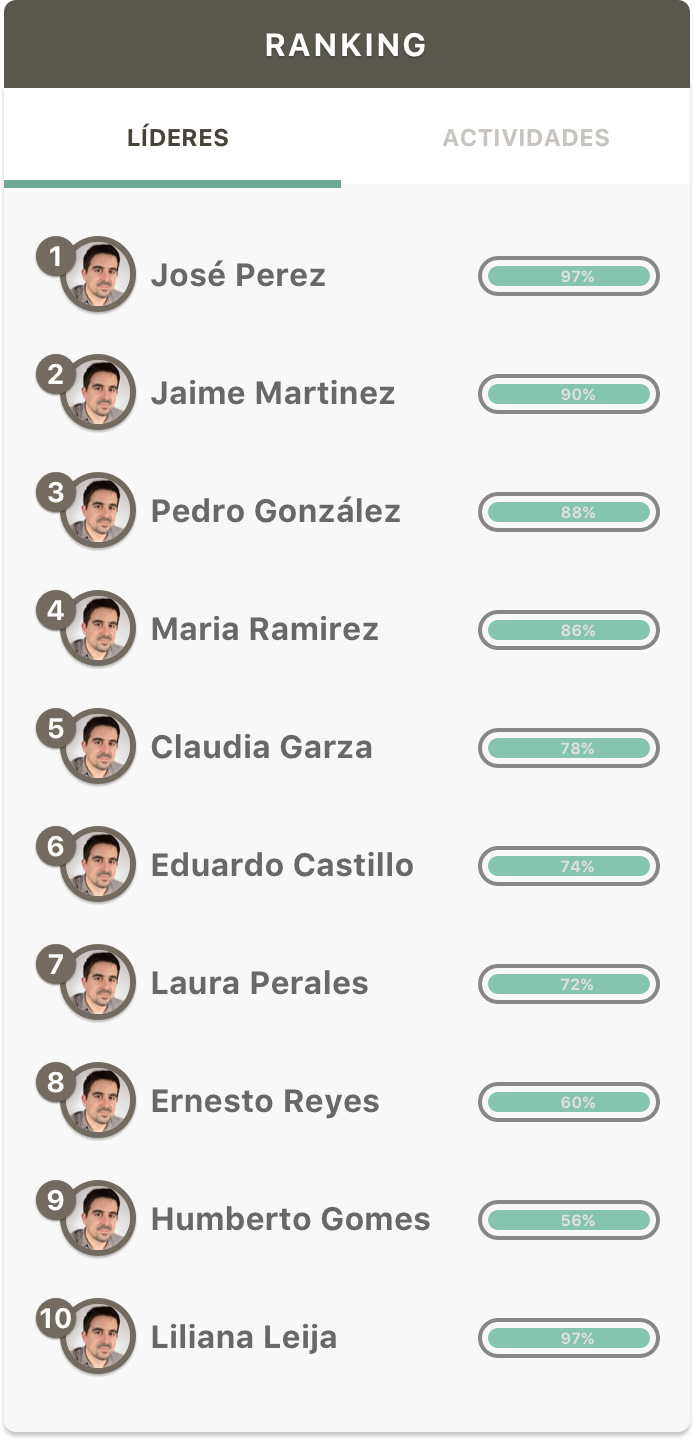 RANKING
LÍDERES ACTIVIDADES
1 José Perez 97%
2 Jaime Martinez 90%
3 Pedro González 88%
4 Maria Ramirez 86%
5 Claudia Garza 78%
6 Eduardo Castillo 74%
7 Laura Perales 72%
8 Ernesto Reyes 60%
9 Humberto Gomes 56%
10 Liliana Leija 97%